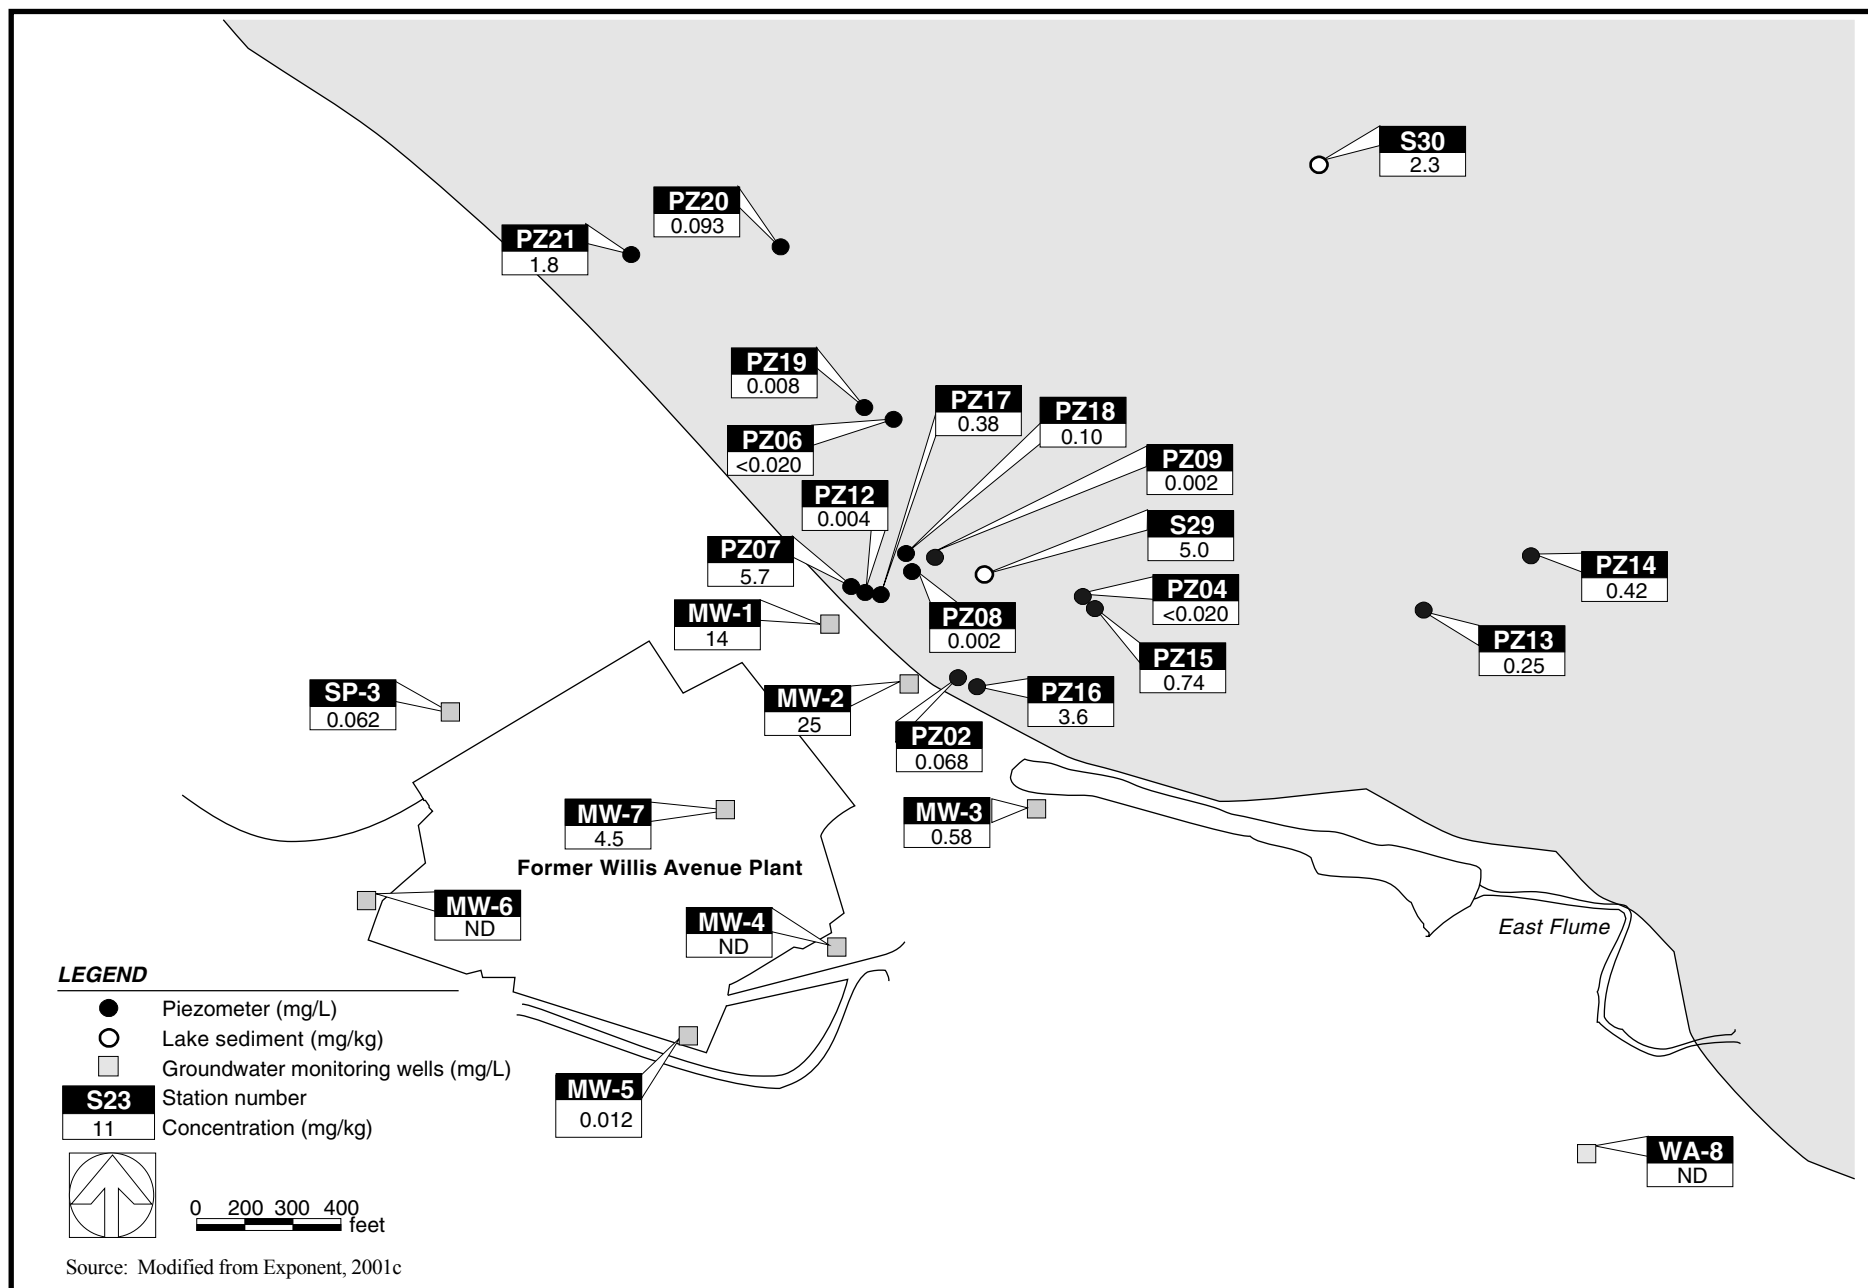 S30
2.3
PZ20
0.093
PZ21
1.8
PZ19
0.008
PZ17
0.38
PZ18
0.10
PZ06
<0.020
PZ09
0.002
PZ12
0.004
S29
5.0
PZ07
5.7
PZ14
0.42
PZ04
<0.020
MW-1
14
PZ08
0.002
PZ13
0.25
PZ15
0.74
SP-3
0.062
MW-2
25
PZ16
3.6
PZ02
0.068
MW-7
4.5
MW-3
0.58
Former Willis Avenue Plant
MW-6
ND
MW-4
ND
East Flume
MW-5
0.012
WA-8
ND
LEGEND
Piezometer (mg/L)
Lake sediment (mg/kg)
Groundwater monitoring wells (mg/L)
S23 Station number
11 Concentration (mg/kg)
0 200 300 400
feet
Source: Modified from Exponent, 2001c